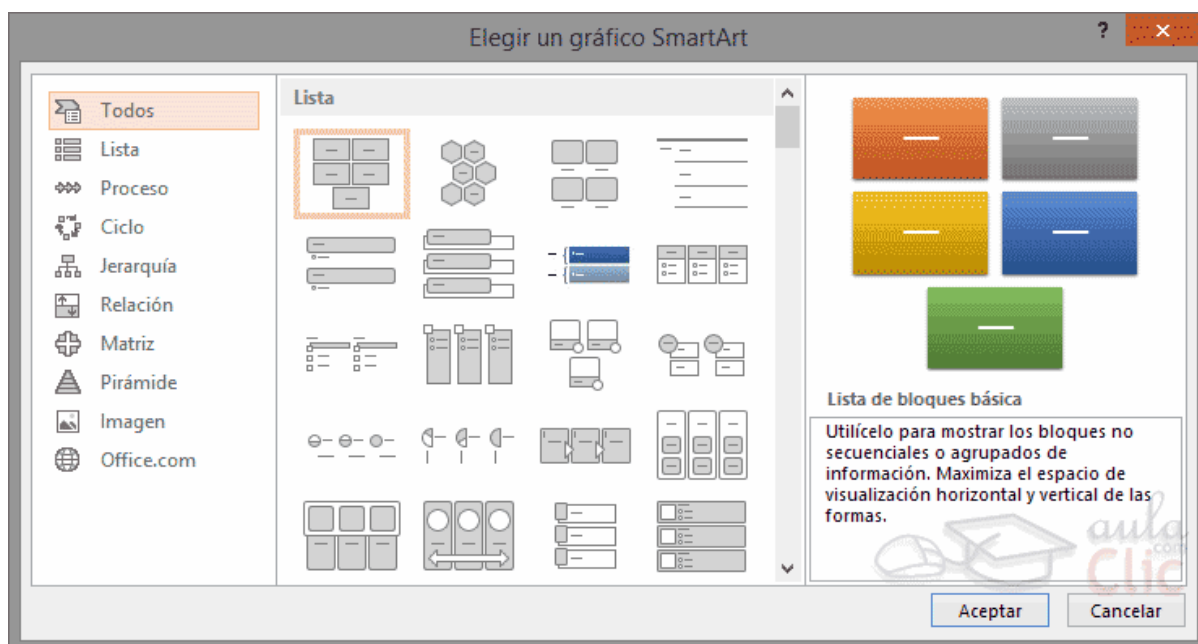 Elegir un gráfico SmartArt
?
Todos
Lista
Proceso
Ciclo
Jerarquía
Relación
Matriz
Pirámide
Imagen
Office.com
Lista
Lista de bloques básica
Utilícelo para mostrar los bloques no
secuenciales o agrupados de
información. Maximiza el espacio de
visualización horizontal y vertical de las
formas.
aula
.com
Clic
Aceptar
Cancelar